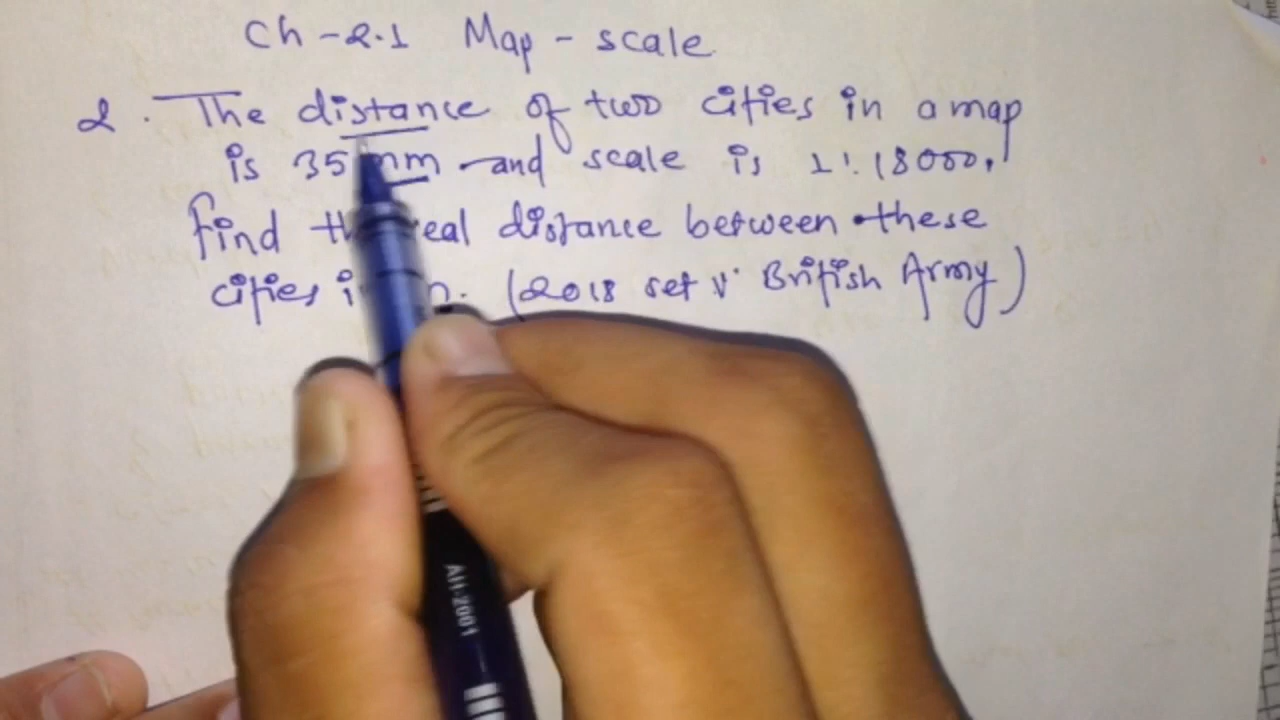 Ch-2.1 Map-scale
2. The distance of two cities in a map
is 35 mm and scale is 1:18000.
Find real distance between these
cities (2018 set V British Army)
AH-2001